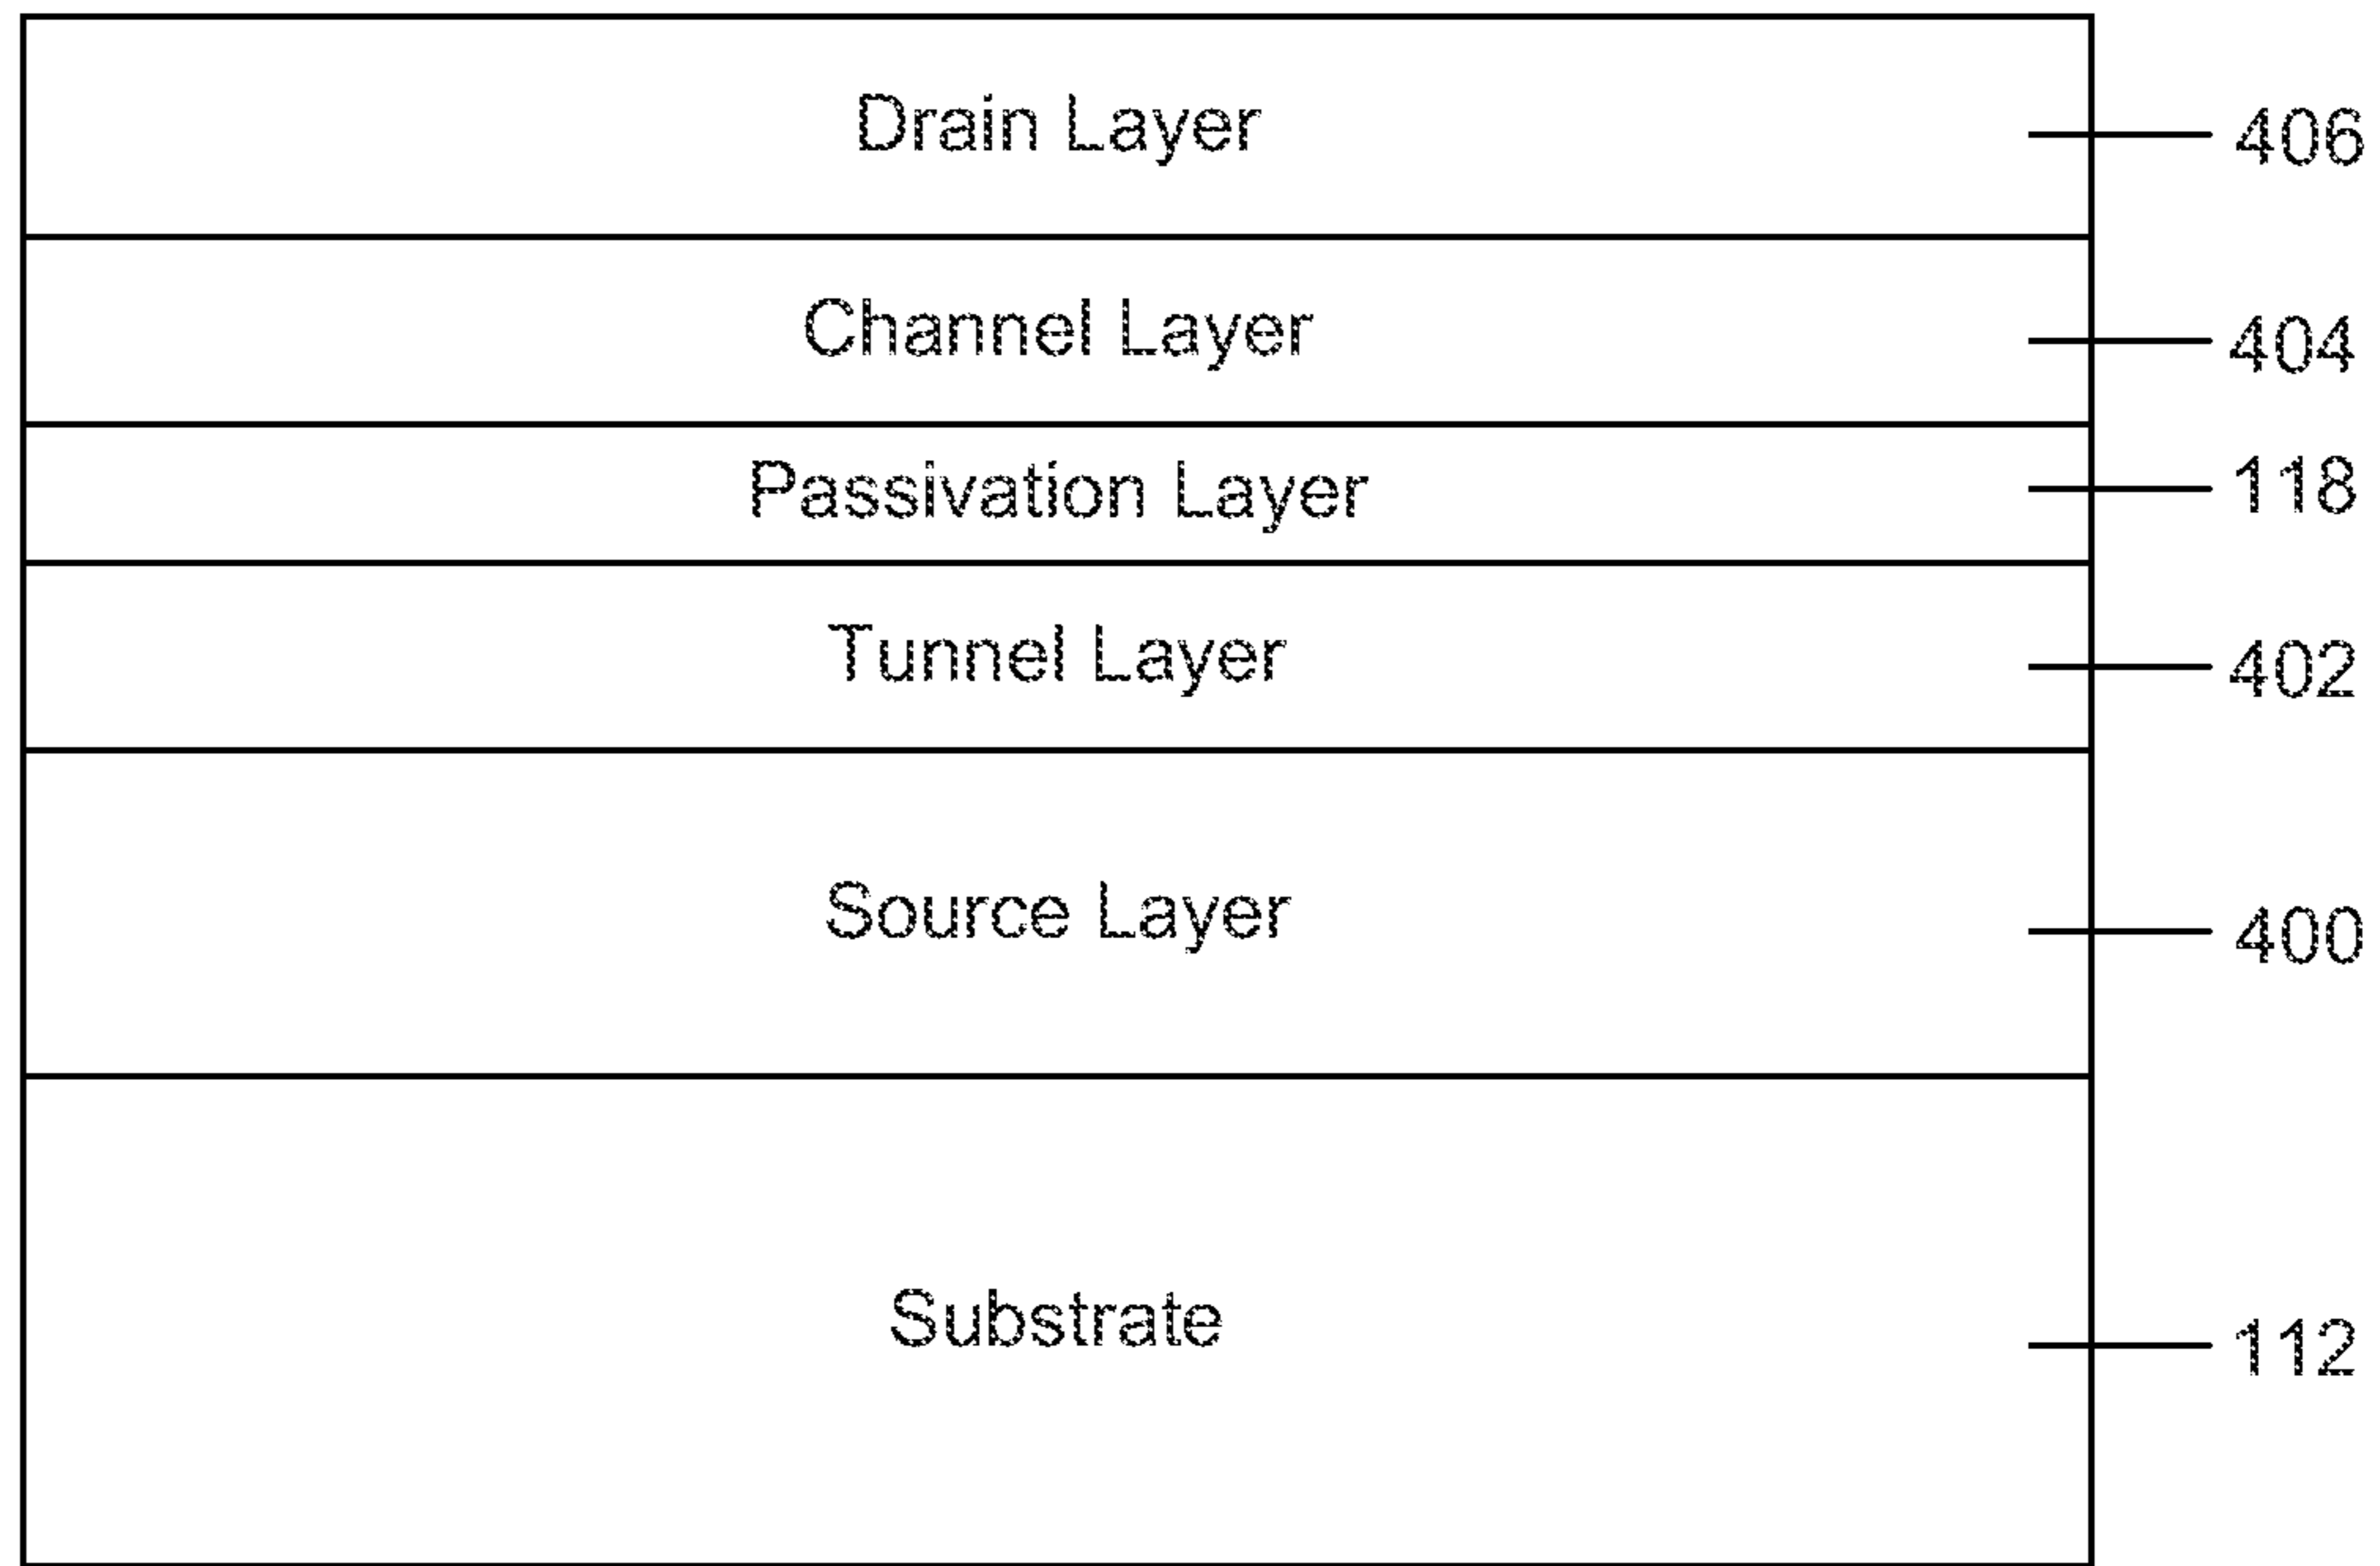 Drain Layer 406
Channel Layer 404
Passivation Layer 118
Tunnel Layer 402
Source Layer 400
Substrate 112